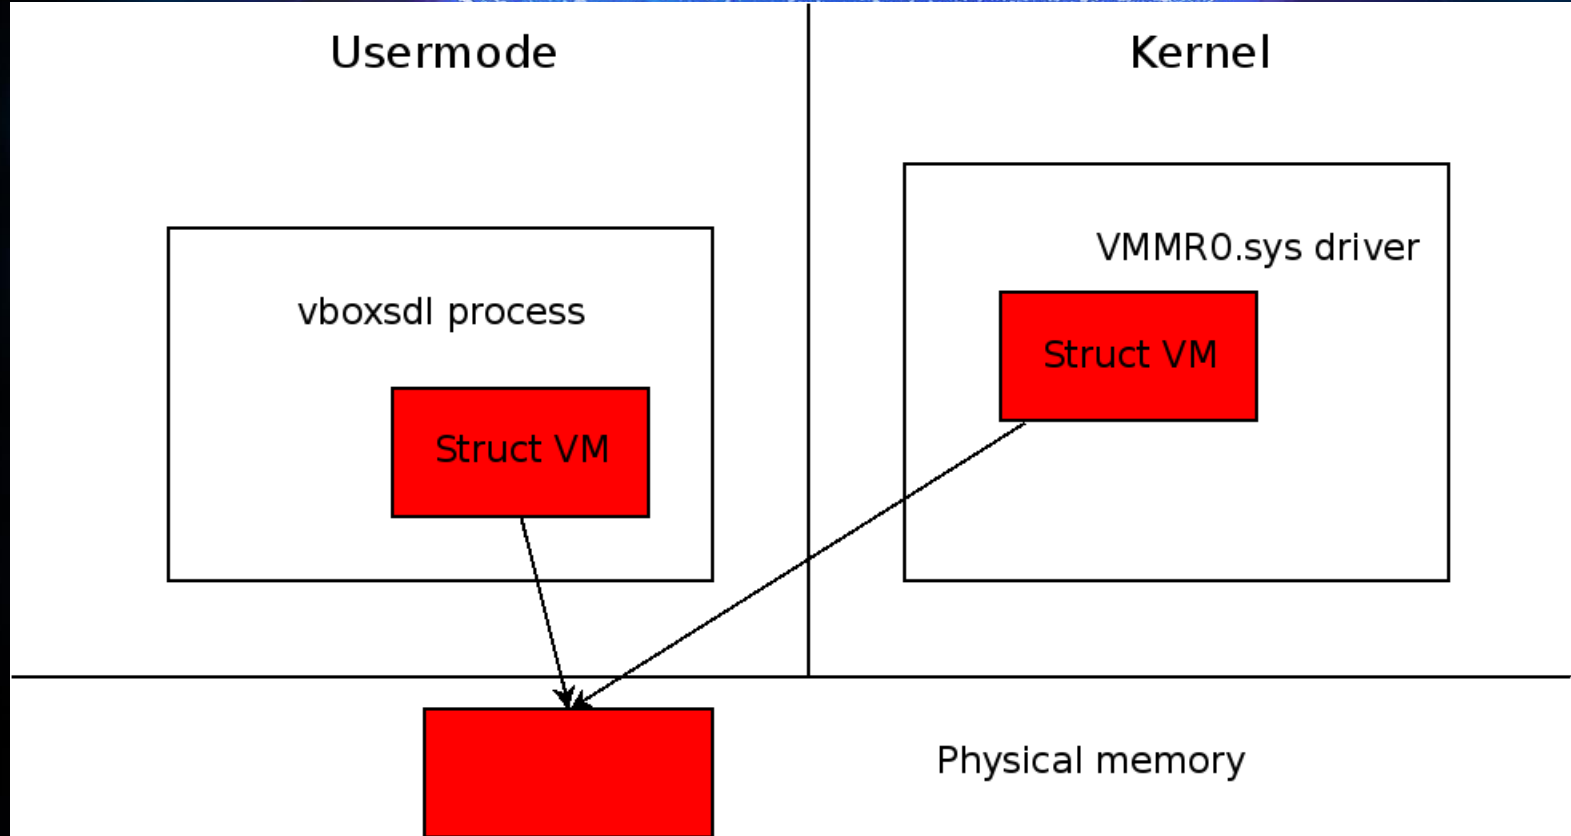 Usermode
Kernel
VMMR0.sys driver
vboxsdl process
Struct VM
Struct VM
Physical memory